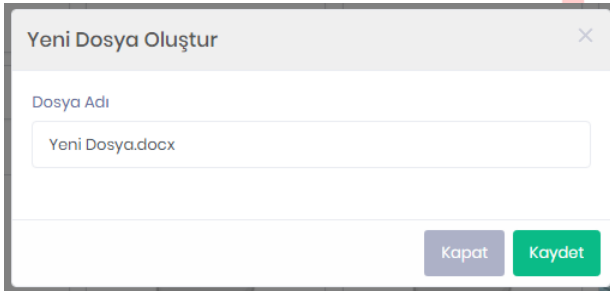 Yeni Dosya Oluştur
Dosya Adı
Yeni Dosya.docx
Kapat
Kaydet